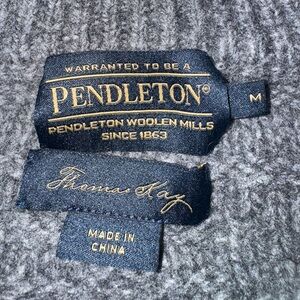 WARRANTED TO BE A
PENDLETON®
PENDLETON WOOLEN MILLS
SINCE 1863
M
Thomas Kay
MADE IN
CHINA